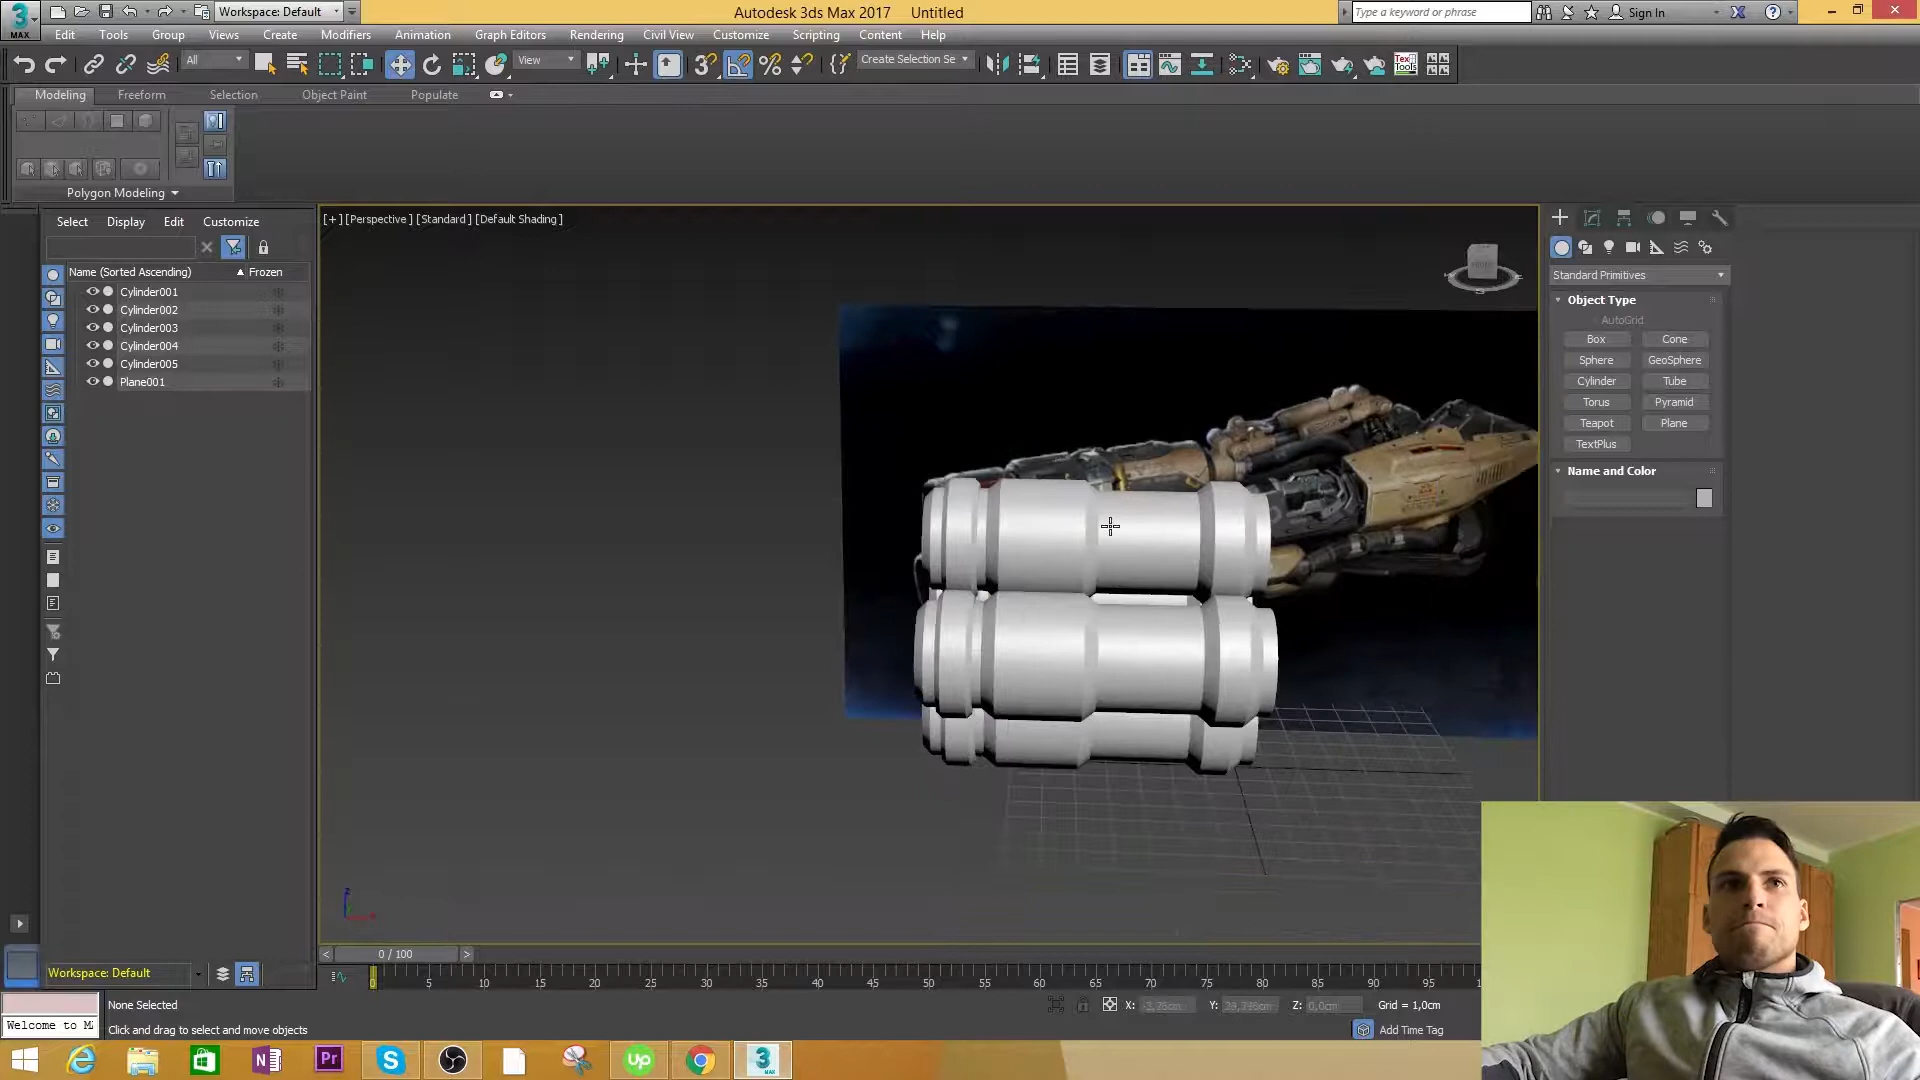 Workspace: Default
Autodesk 3ds Max 2017 Untitled
Type a keyword or phrase
Sign In
MAX
Edit Tools Group Views Create Modifiers Animation Graph Editors Rendering Civil View Customize Scripting Content Help
All
View
Create Selection Se
Modeling Freeform Selection Object Paint Populate
Polygon Modeling
Select Display Edit Customize
[+] [Perspective] [Standard] [Default Shading]
Name (Sorted Ascending) Frozen
Cylinder001
Cylinder002
Cylinder003
Cylinder004
Cylinder005
Plane001
Standard Primitives
Object Type
AutoGrid
Box Cone
Sphere GeoSphere
Cylinder Tube
Torus Pyramid
Teapot Plane
TextPlus
Name and Color
0 / 100
Workspace: Default
0 5 10 15 20 25 30 35 40 45 50 55 60 65 70 75 80 85 90 95
None Selected
X: Y: Z: 0,0cm Grid = 1,0cm
Welcome to M
Click and drag to select and move objects
Add Time Tag